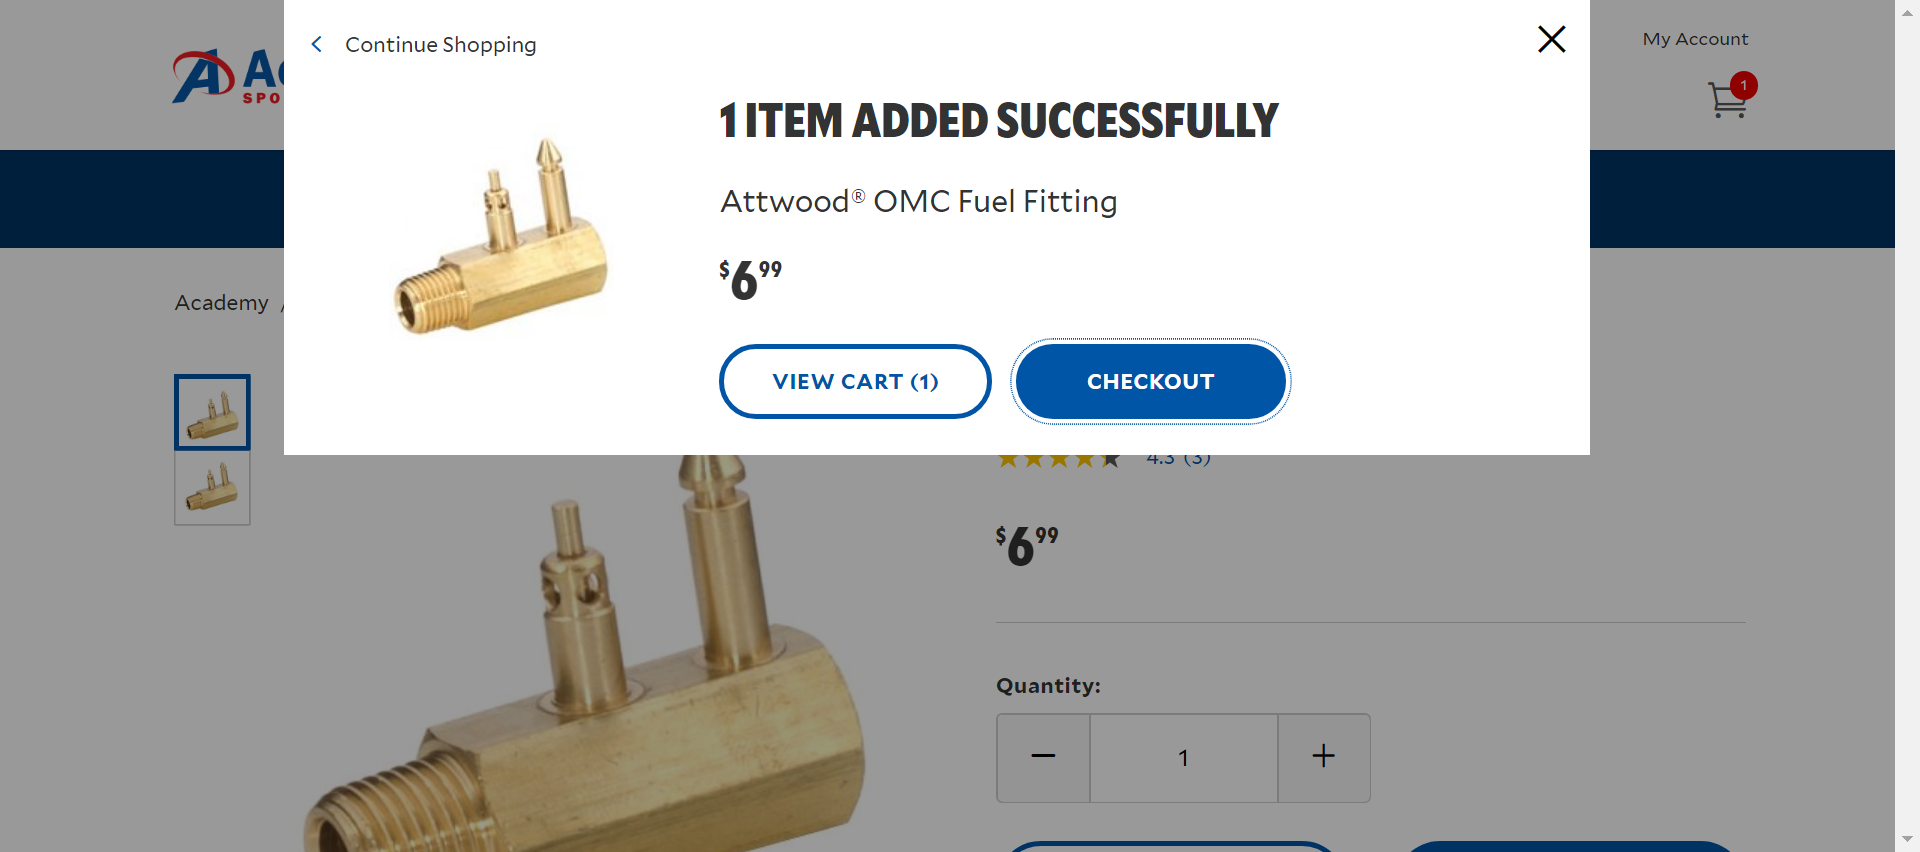 Continue Shopping
My Account
1
A
SPO
1 ITEM ADDED SUCCESSFULLY
Attwood® OMC Fuel Fitting
$6 99
VIEW CART (1)
CHECKOUT
Academy /
4.3 (3)
$6 99
Quantity:
1